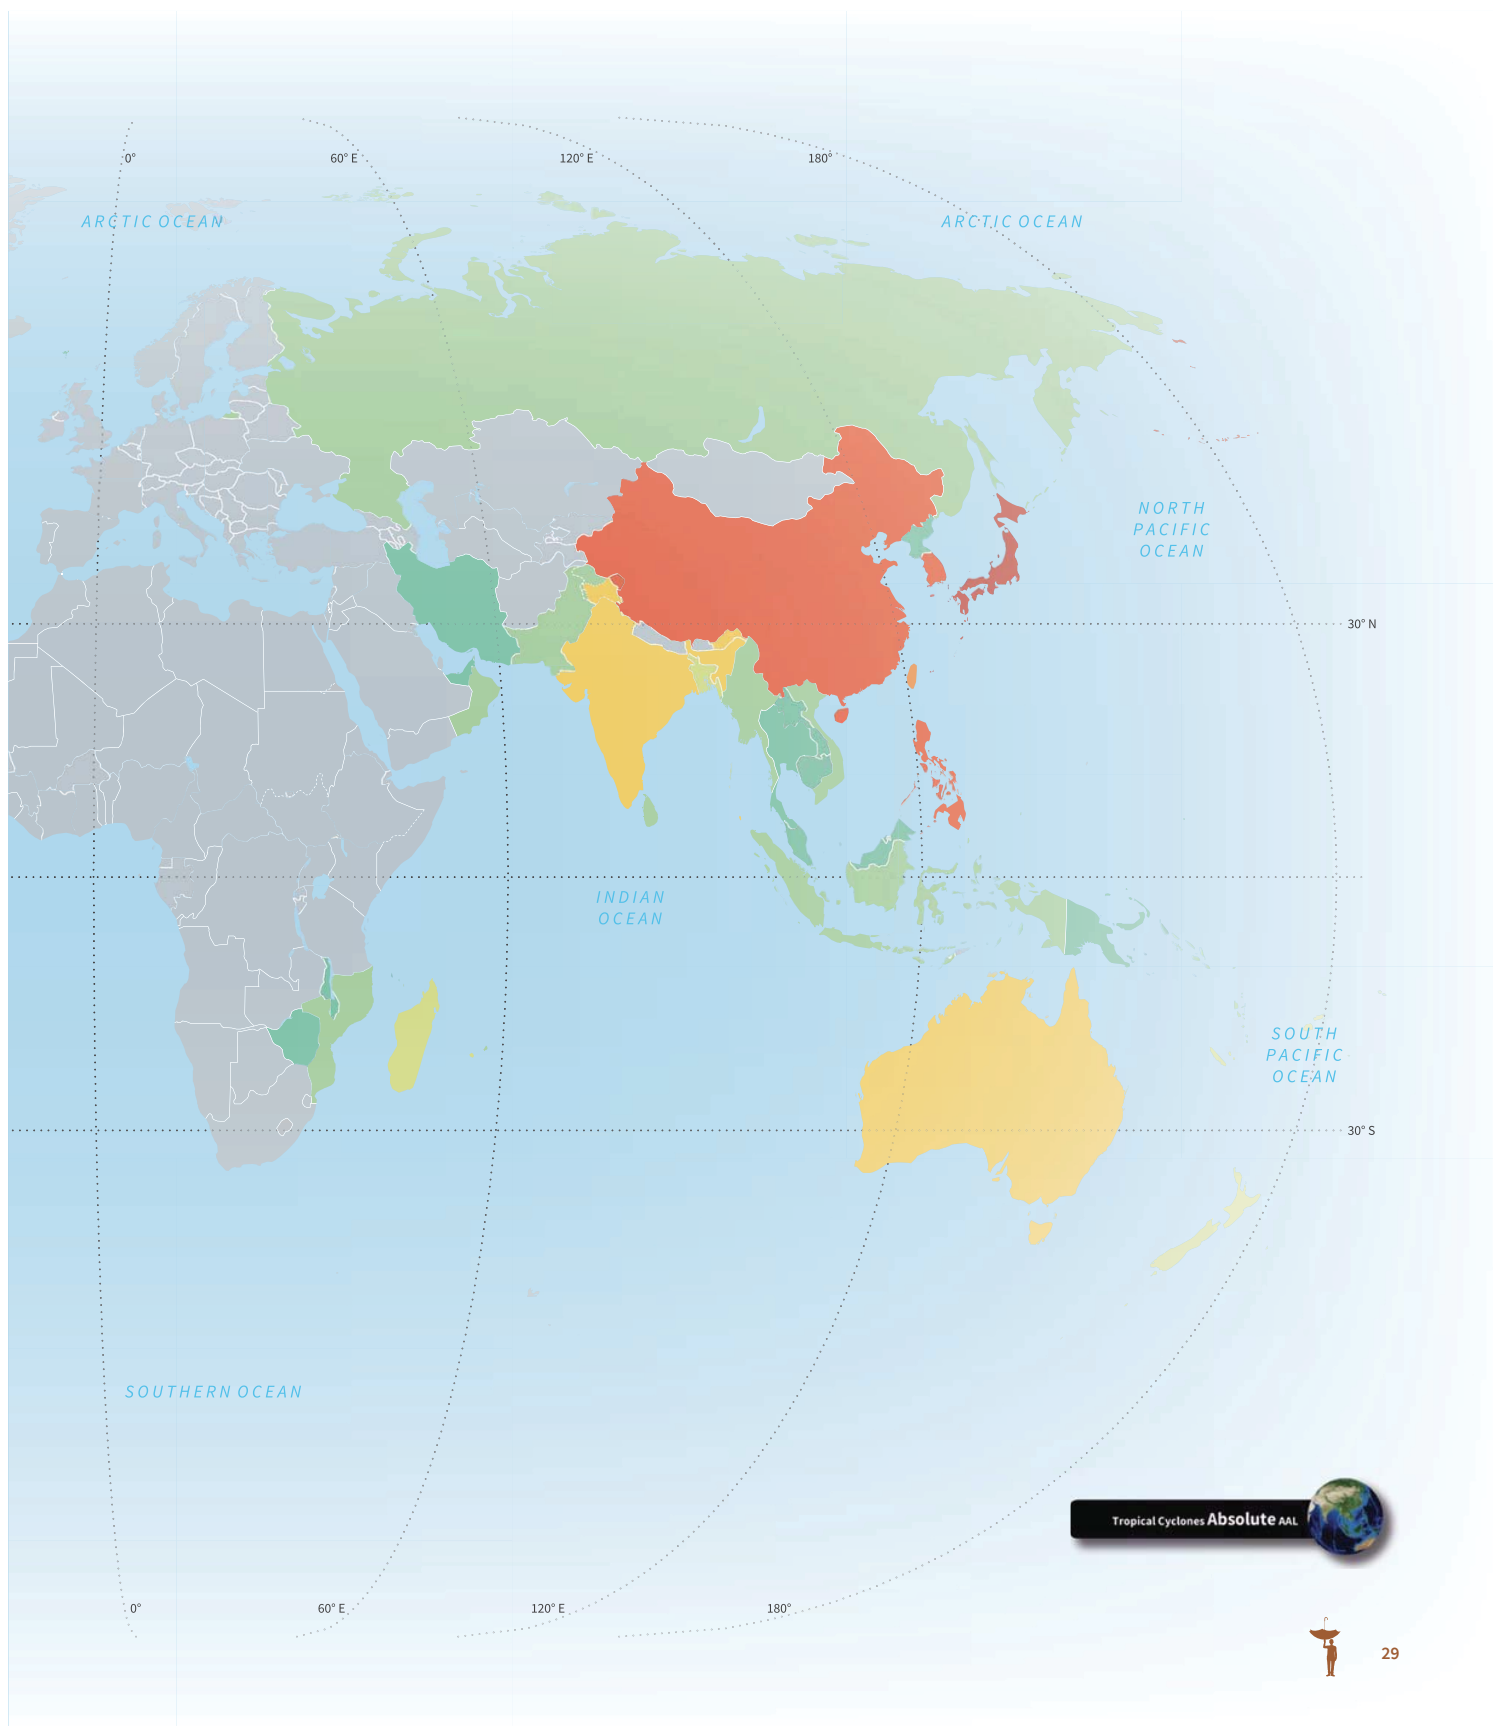 0°
60° E
120° E
180°
ARCTIC OCEAN
ARCTIC OCEAN
NORTH
PACIFIC
OCEAN
30° N
INDIAN
OCEAN
SOUTH
PACIFIC
OCEAN
30° S
SOUTHERN OCEAN
Tropical Cyclones Absolute AAL
0°
60° E
120° E
180°
29